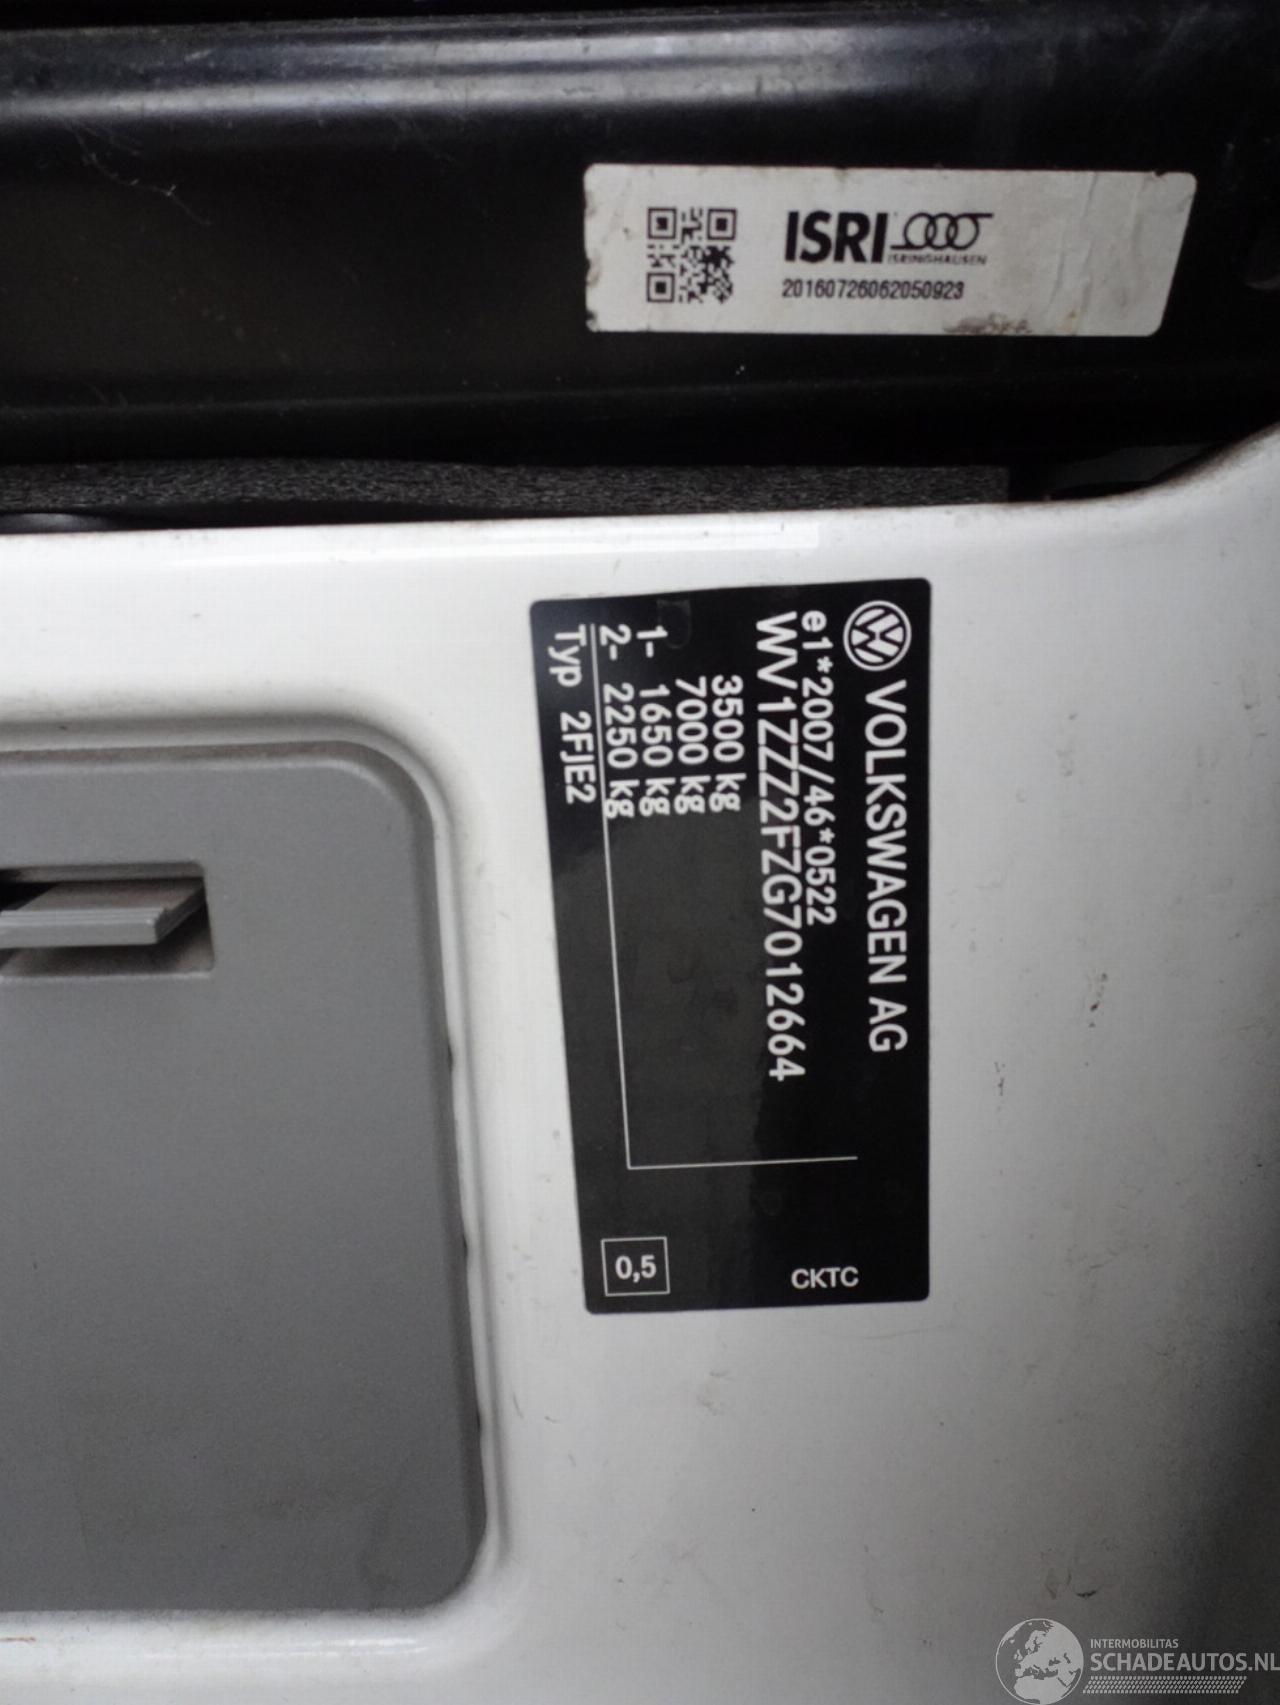 ISRI
ISRINGHAUSEN
20160726062050923
VOLKSWAGEN AG
e1*2007/46*0522
WV1ZZZ2FZG7012664
3500 kg
7000 kg
1- 1650 kg
2- 2250 kg
Typ 2FJE2
0,5
CKTC
INTERMOBILITAS
SCHADEAUTOS.NL